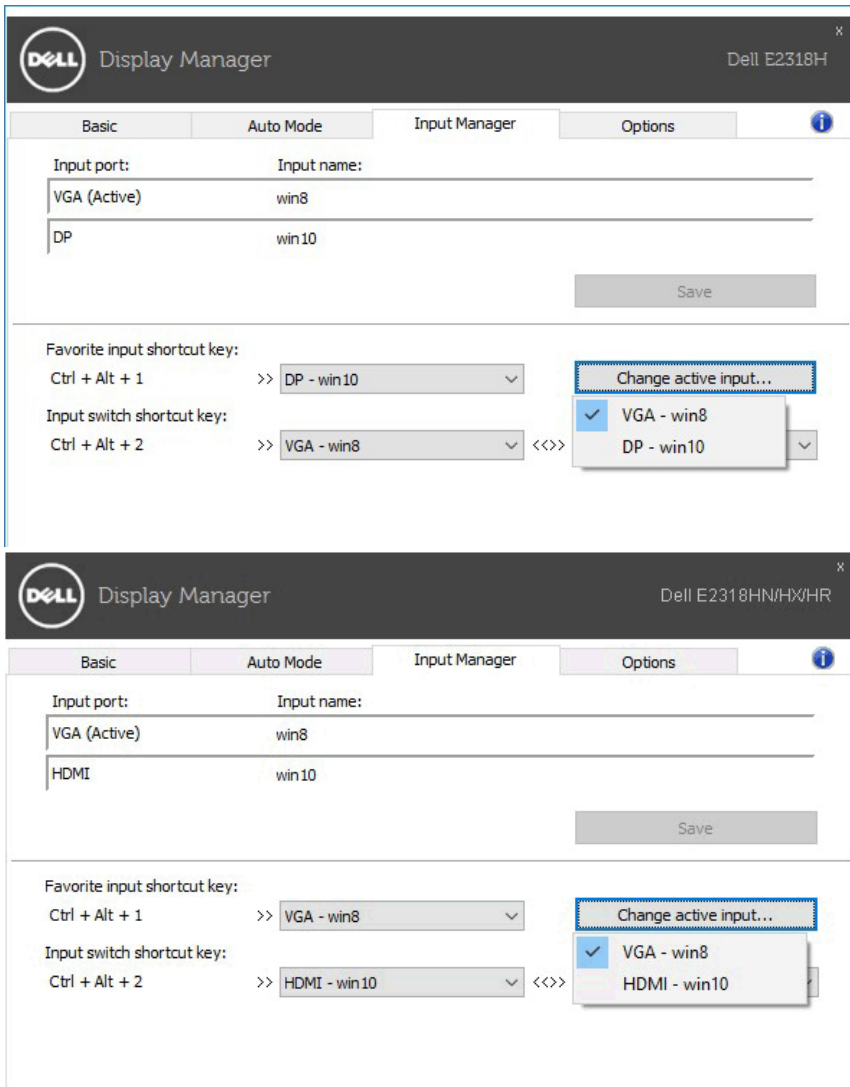 x
DELL Display Manager Dell E2318H
Basic Auto Mode Input Manager Options i
Input port: Input name:
VGA (Active) win8
DP win10
Save
Favorite input shortcut key:
Ctrl + Alt + 1 >> DP - win10 Change active input...
Input switch shortcut key: VGA - win8
Ctrl + Alt + 2 >> VGA - win8 <<>> DP - win10
x
DELL Display Manager Dell E2318HN/HX/HR
Basic Auto Mode Input Manager Options i
Input port: Input name:
VGA (Active) win8
HDMI win10
Save
Favorite input shortcut key:
Ctrl + Alt + 1 >> VGA - win8 Change active input...
Input switch shortcut key: VGA - win8
Ctrl + Alt + 2 >> HDMI - win10 <<>> HDMI - win10